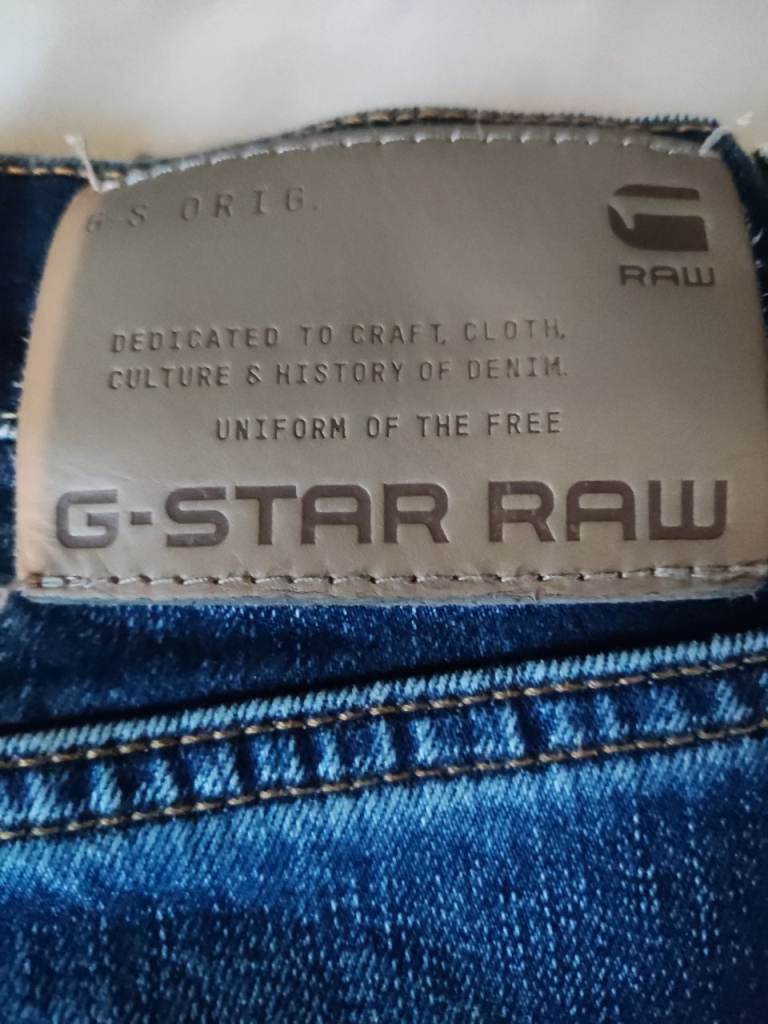 G-S ORIG.
RAW
DEDICATED TO CRAFT, CLOTH,
CULTURE & HISTORY OF DENIM.
UNIFORM OF THE FREE
G-STAR RAW